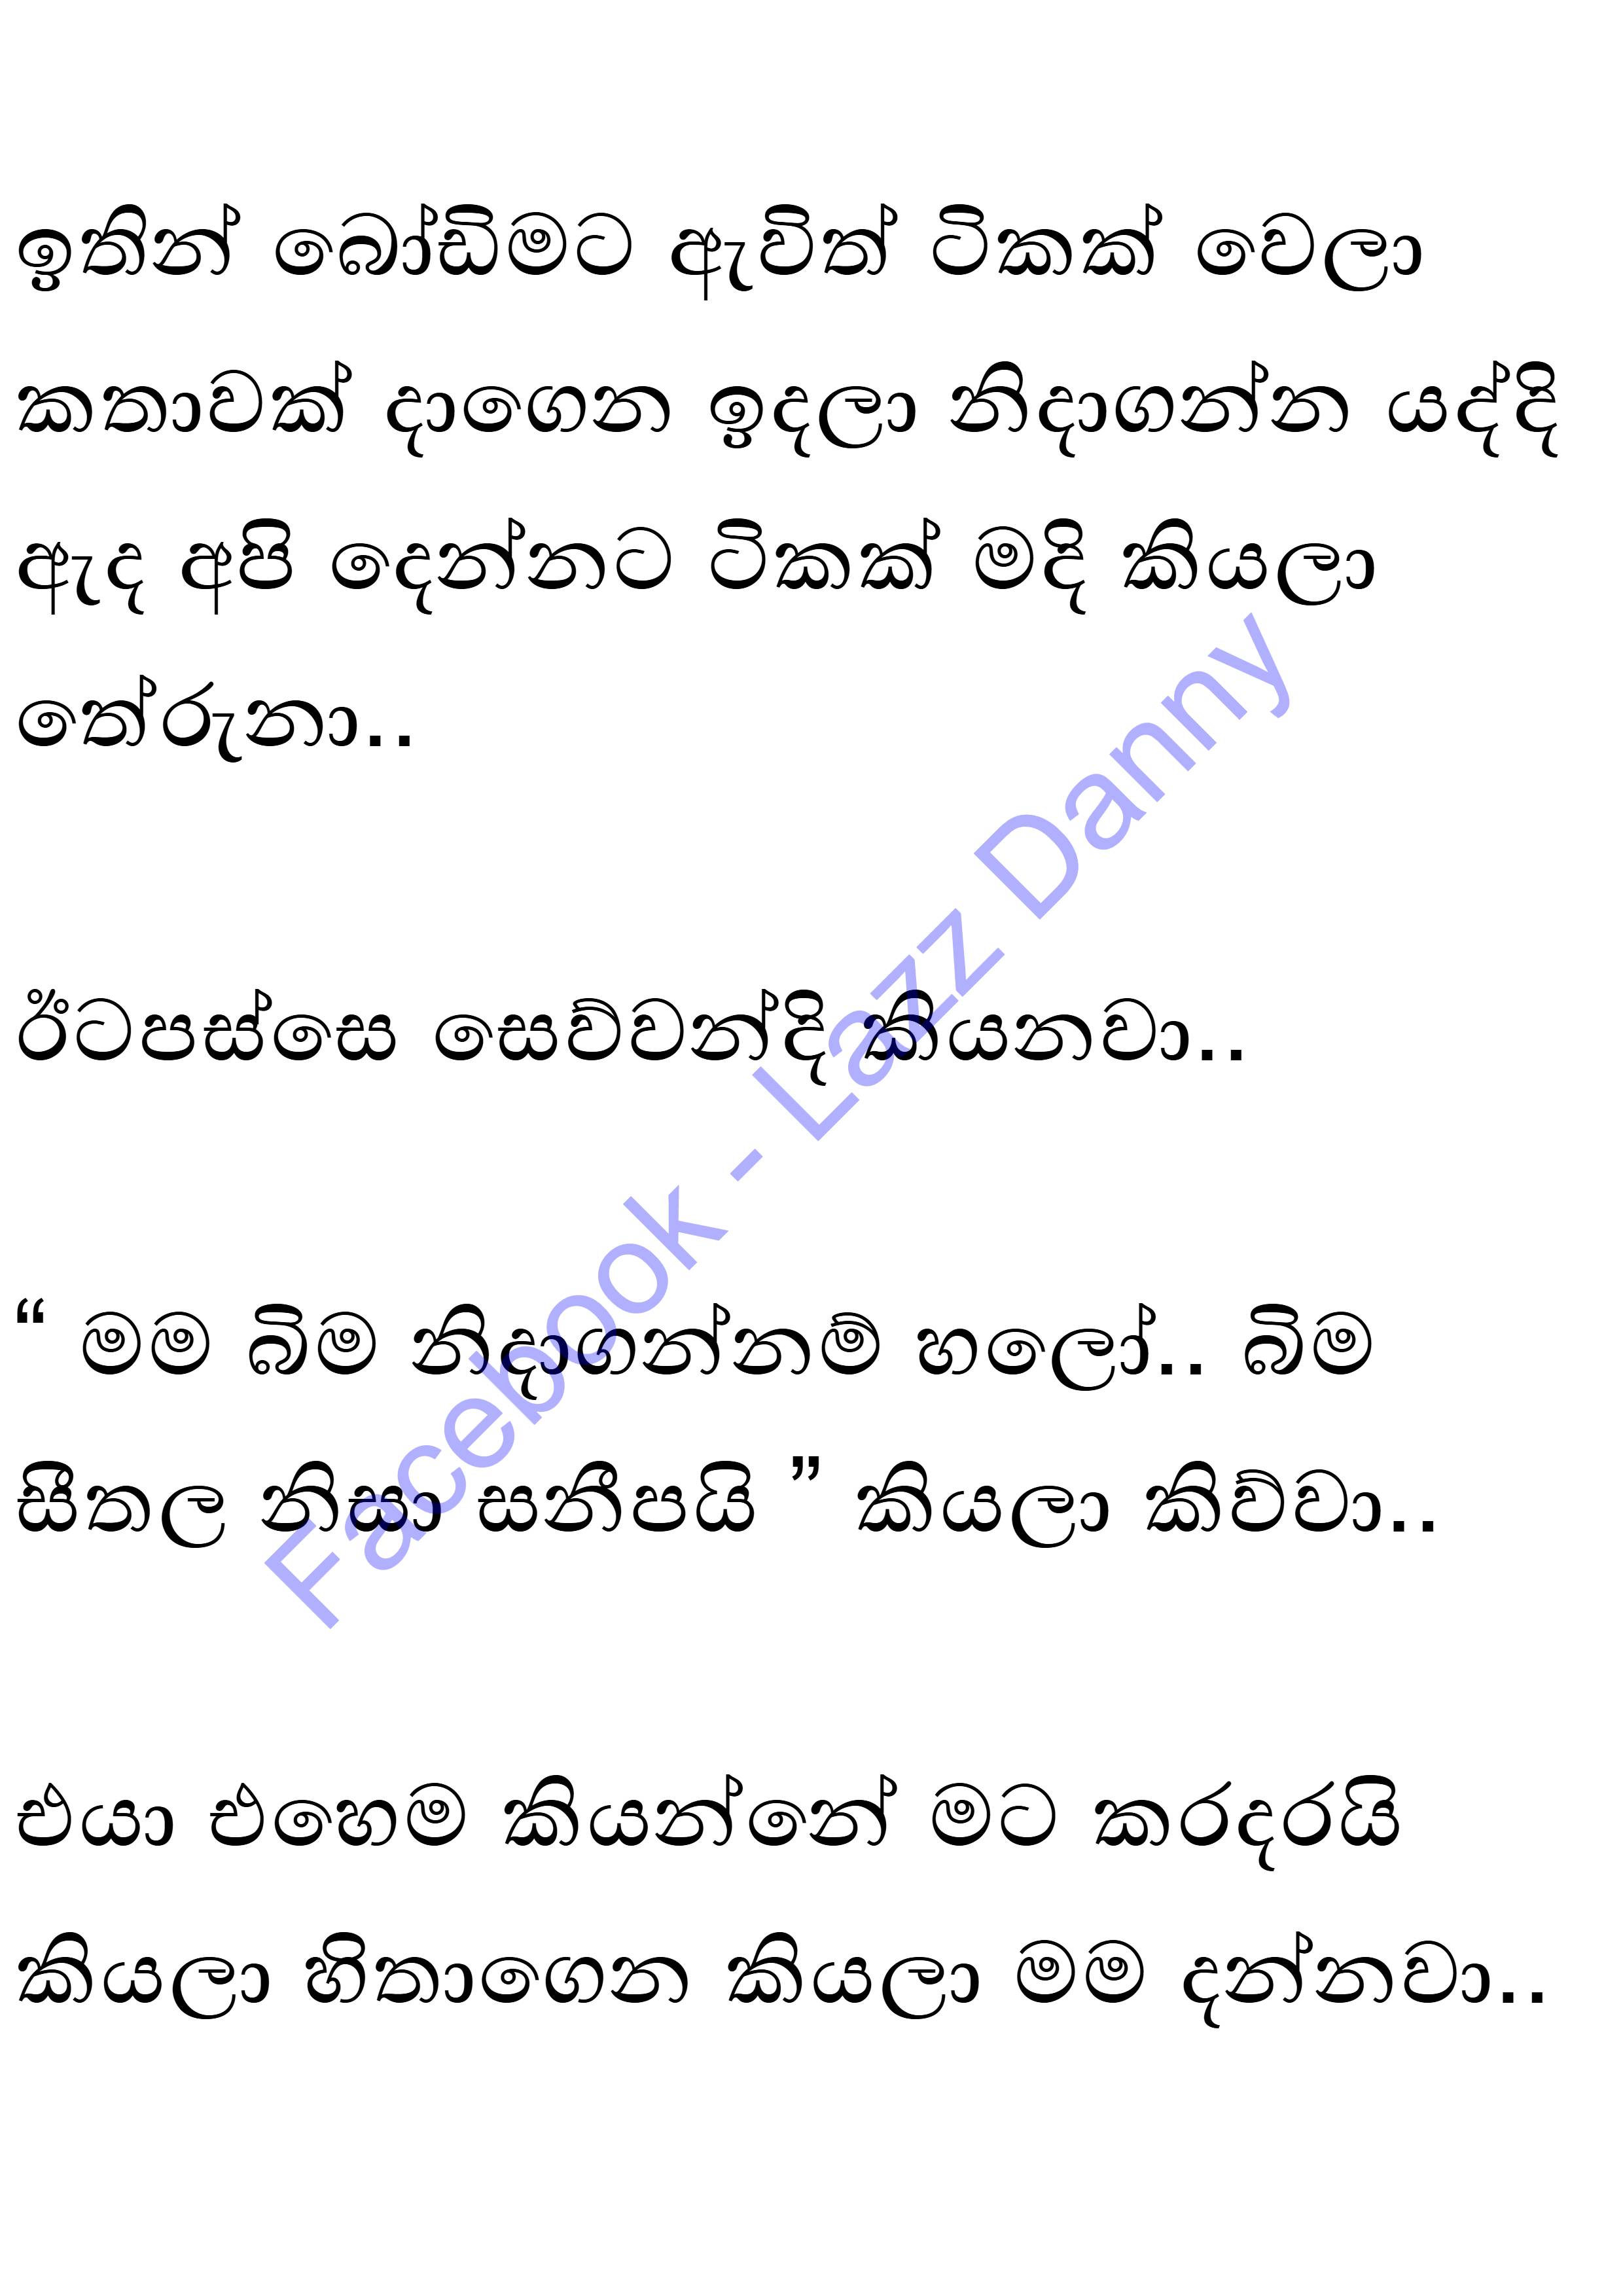 ඉතින් බෝඩිමට ඇවිත් ටිකක් වෙලා
කතාවක් දාගෙන ඉදලා නිදාගන්න යද්දි
ඇද අපි දෙන්නට ටිකක් මදි කියලා
තේරුනා..
ඊටපස්සෙ සෙව්වන්දි කියනවා..
“ මම බිම නිදාගන්නම් හලෝ.. බිම
සීතල නිසා සනීපයි ” කියලා කිව්වා..
එයා එහෙම කියන්නේ මට කරදරයි
කියලා හිතාගෙන කියලා මම දන්නවා..
Facebook - Lazz Danny